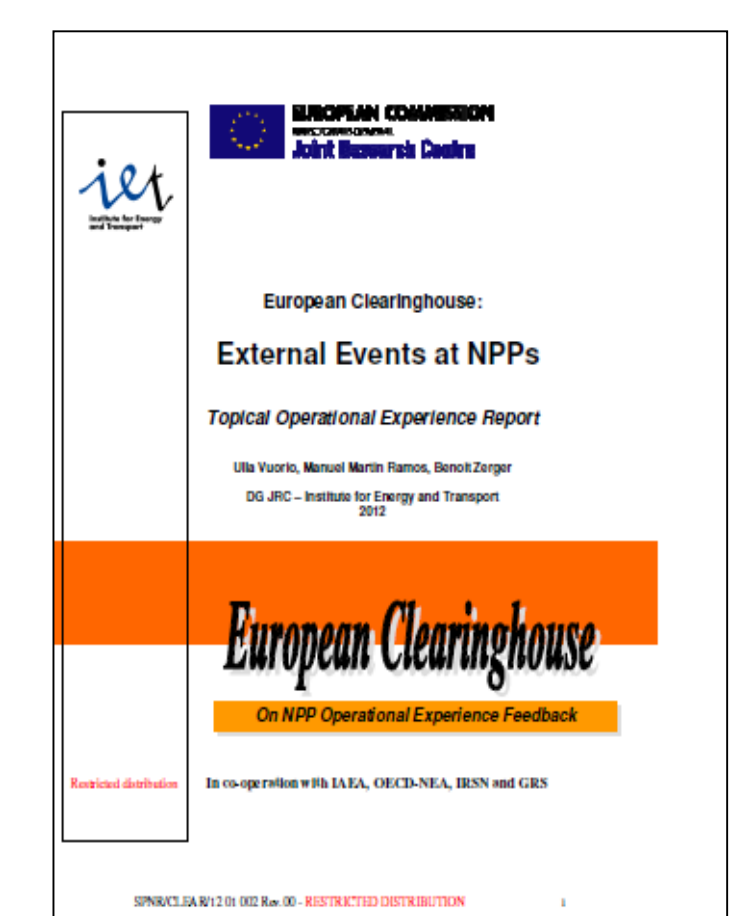 EUROPEAN COMMISSION
DIRECTORATE-GENERAL
Joint Research Centre
iet
Institute for Energy
and Transport
European Clearinghouse:
External Events at NPPs
Topical Operational Experience Report
Ulla Vuorio, Manuel Martin Ramos, Benoit Zerger
DG JRC – Institute for Energy and Transport
2012
European Clearinghouse
On NPP Operational Experience Feedback
Restricted distribution
In co-operation with IAEA, OECD-NEA, IRSN and GRS
SPNR/CLEAR/12 01 002 Rev. 00 - RESTRICTED DISTRIBUTION 1